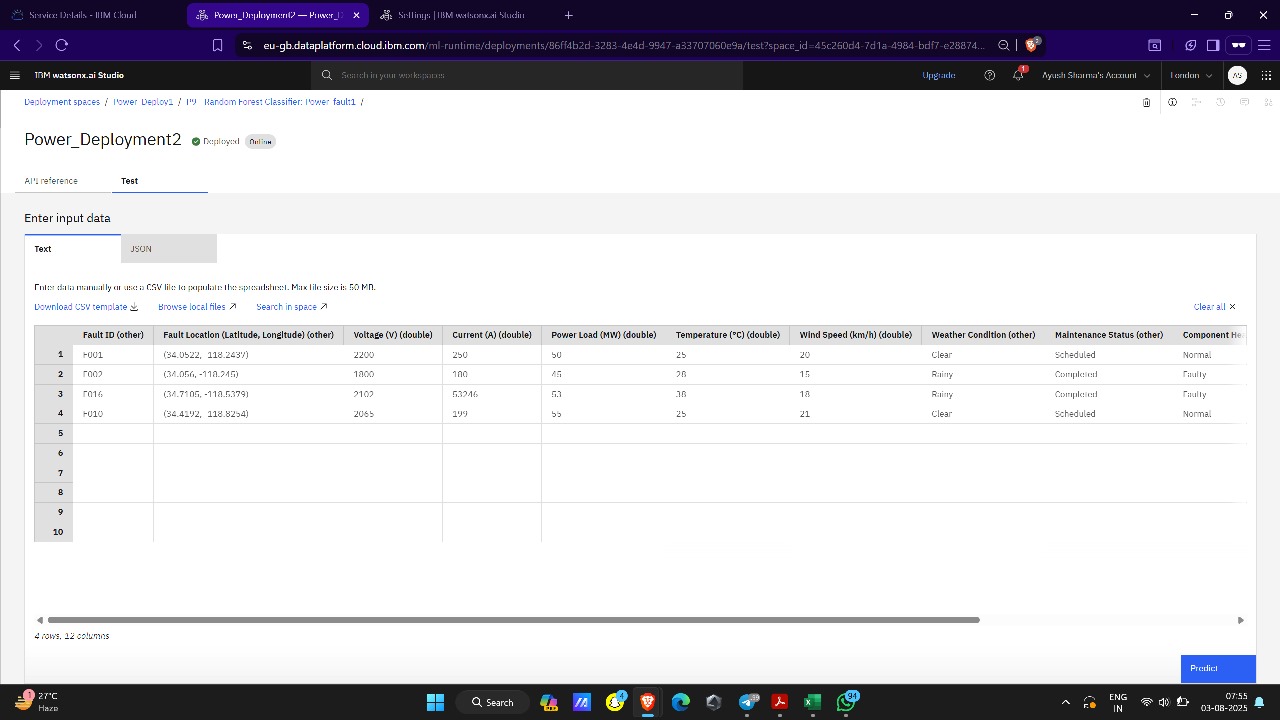 Service Details - IBM Cloud
Power_Deployment2 — Power_D
Settings | IBM watsonx.ai Studio
eu-gb.dataplatform.cloud.ibm.com/ml-runtime/deployments/86ff4b2d-3283-4e4d-9947-a33707060e9a/test?space_id=45c260d4-7d1a-4984-bdf7-e28874...
IBM watsonx.ai Studio
Search in your workspaces
Upgrade
1
Ayush Sharma's Account
London
AS
Deployment spaces / Power_Deploy1 / P9 - Random Forest Classifier: Power_fault1 /
Power_Deployment2 Deployed Online
API reference Test
Enter input data
Text JSON
Enter data manually or use a CSV file to populate the spreadsheet. Max file size is 50 MB.
Download CSV template Browse local files Search in space Clear all
Fault ID (other) Fault Location (Latitude, Longitude) (other) Voltage (V) (double) Current (A) (double) Power Load (MW) (double) Temperature (°C) (double) Wind Speed (km/h) (double) Weather Condition (other) Maintenance Status (other) Component He
1 F001 (34.0522, -118.2437) 2200 250 50 25 20 Clear Scheduled Normal
2 F002 (34.056, -118.245) 1800 180 45 28 15 Rainy Completed Faulty
3 F016 (34.7105, -118.5379) 2102 53246 53 38 18 Rainy Completed Faulty
4 F010 (34.4192, -118.8254) 2065 199 55 25 21 Clear Scheduled Normal
5
6
7
8
9
10
4 rows, 12 columns
Predict
1
27°C
Haze
Search
4
94
ENG
IN
07:55
03-08-2025